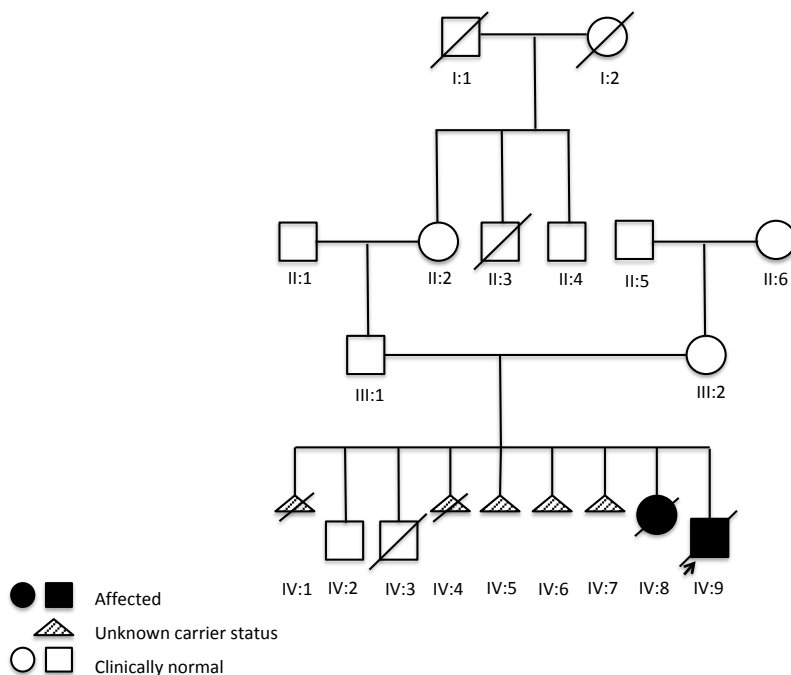 I:1 I:2
II:1 II:2 II:3 II:4 II:5 II:6
III:1 III:2
IV:1 IV:2 IV:3 IV:4 IV:5 IV:6 IV:7 IV:8 IV:9
Affected
Unknown carrier status
Clinically normal